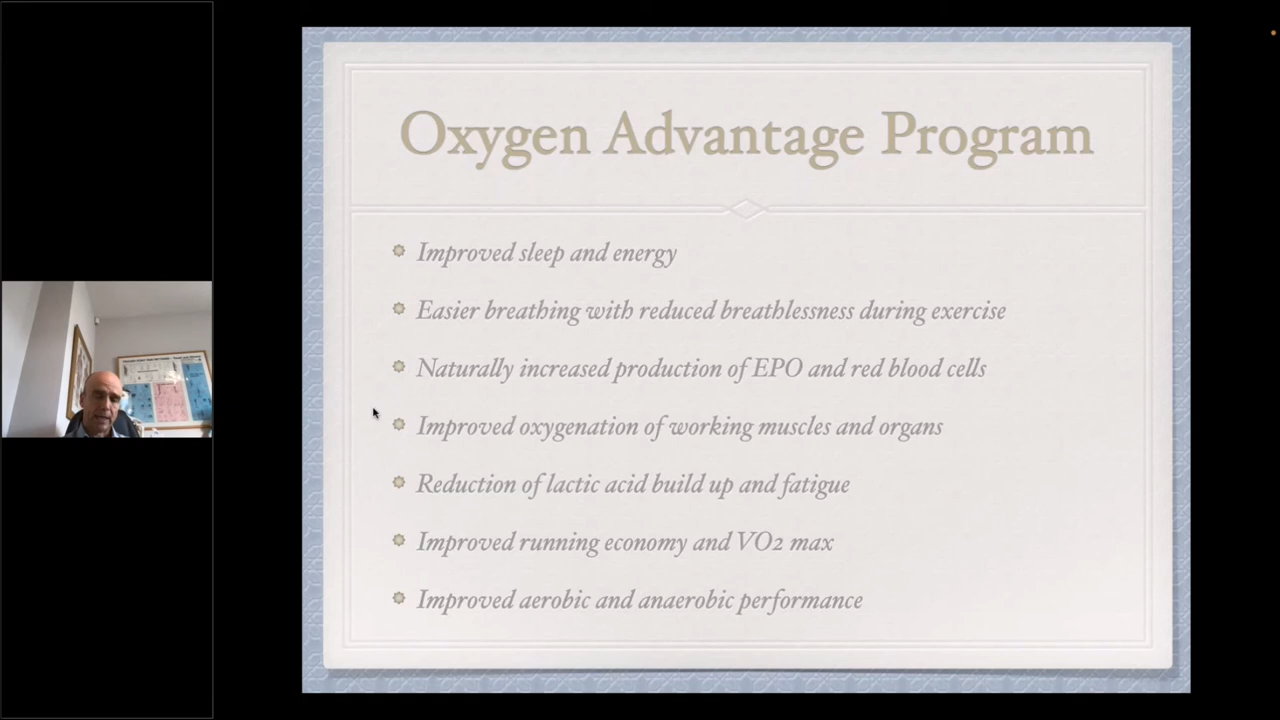 Oxygen Advantage Program
Improved sleep and energy
Easier breathing with reduced breathlessness during exercise
Naturally increased production of EPO and red blood cells
Improved oxygenation of working muscles and organs
Reduction of lactic acid build up and fatigue
Improved running economy and VO2 max
Improved aerobic and anaerobic performance